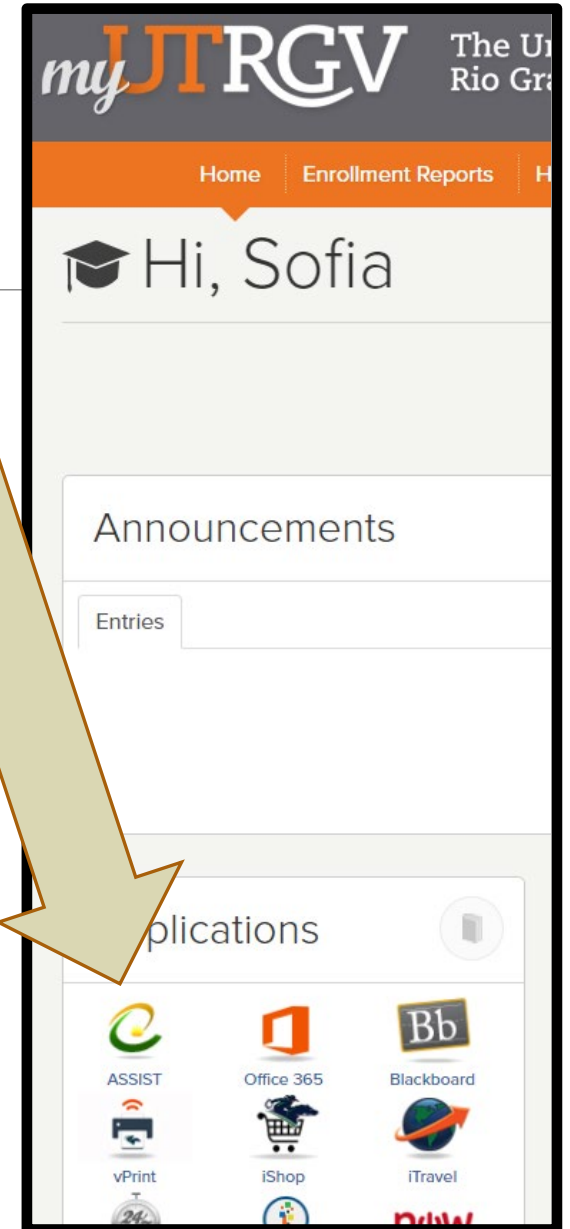 myUTRGV The
Rio
Home Enrollment Reports
Hi, Sofia
Announcements
Entries
plications
ASSIST Office 365 Bb Blackboard
vPrint iShop iTravel
24